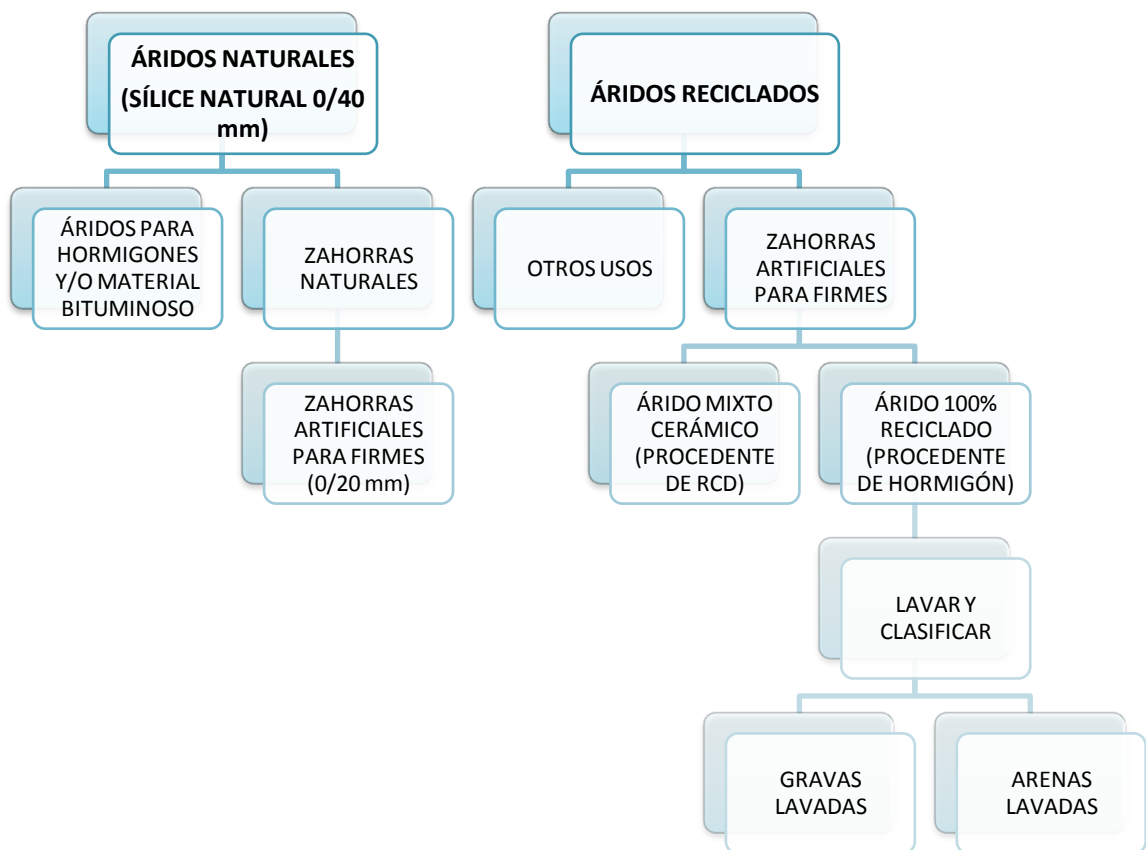 ÁRIDOS NATURALES
(SÍLICE NATURAL 0/40
mm)
ÁRIDOS RECICLADOS
ÁRIDOS PARA
HORMIGONES
Y/O MATERIAL
BITUMINOSO
ZAHORRAS
NATURALES
OTROS USOS
ZAHORRAS
ARTIFICIALES
PARA FIRMES
ZAHORRAS
ARTIFICIALES
PARA FIRMES
(0/20 mm)
ÁRIDO MIXTO
CERÁMICO
(PROCEDENTE
DE RCD)
ÁRIDO 100%
RECICLADO
(PROCEDENTE
DE HORMIGÓN)
LAVAR Y
CLASIFICAR
GRAVAS
LAVADAS
ARENAS
LAVADAS